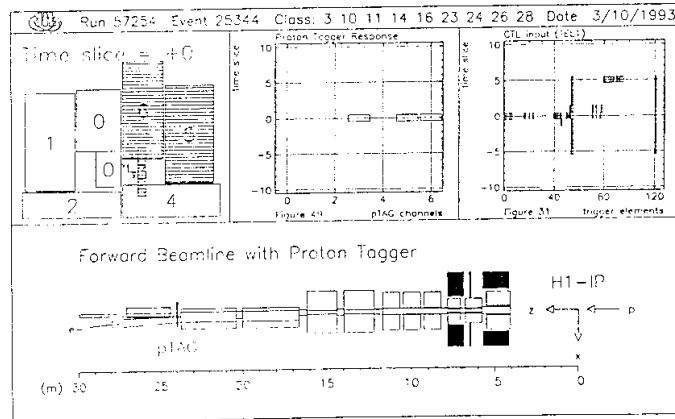 Run 57254 Event 25344 Class: 3 10 11 14 16 23 24 26 28 Date 3/10/1993
Time slice = +0
1
0
0
2
4
Proton Tagger Response
time slice
10
5
0
-5
-10
0
2
4
6
Figure 49
pTAG channels
CTL input (TEL1)
time slice
10
5
0
-5
-10
0
60
120
Figure 31
trigger elements
Forward Beamline with Proton Tagger
H1-IP
z
p
x
pTAG
(m)
30
25
20
15
10
5
0